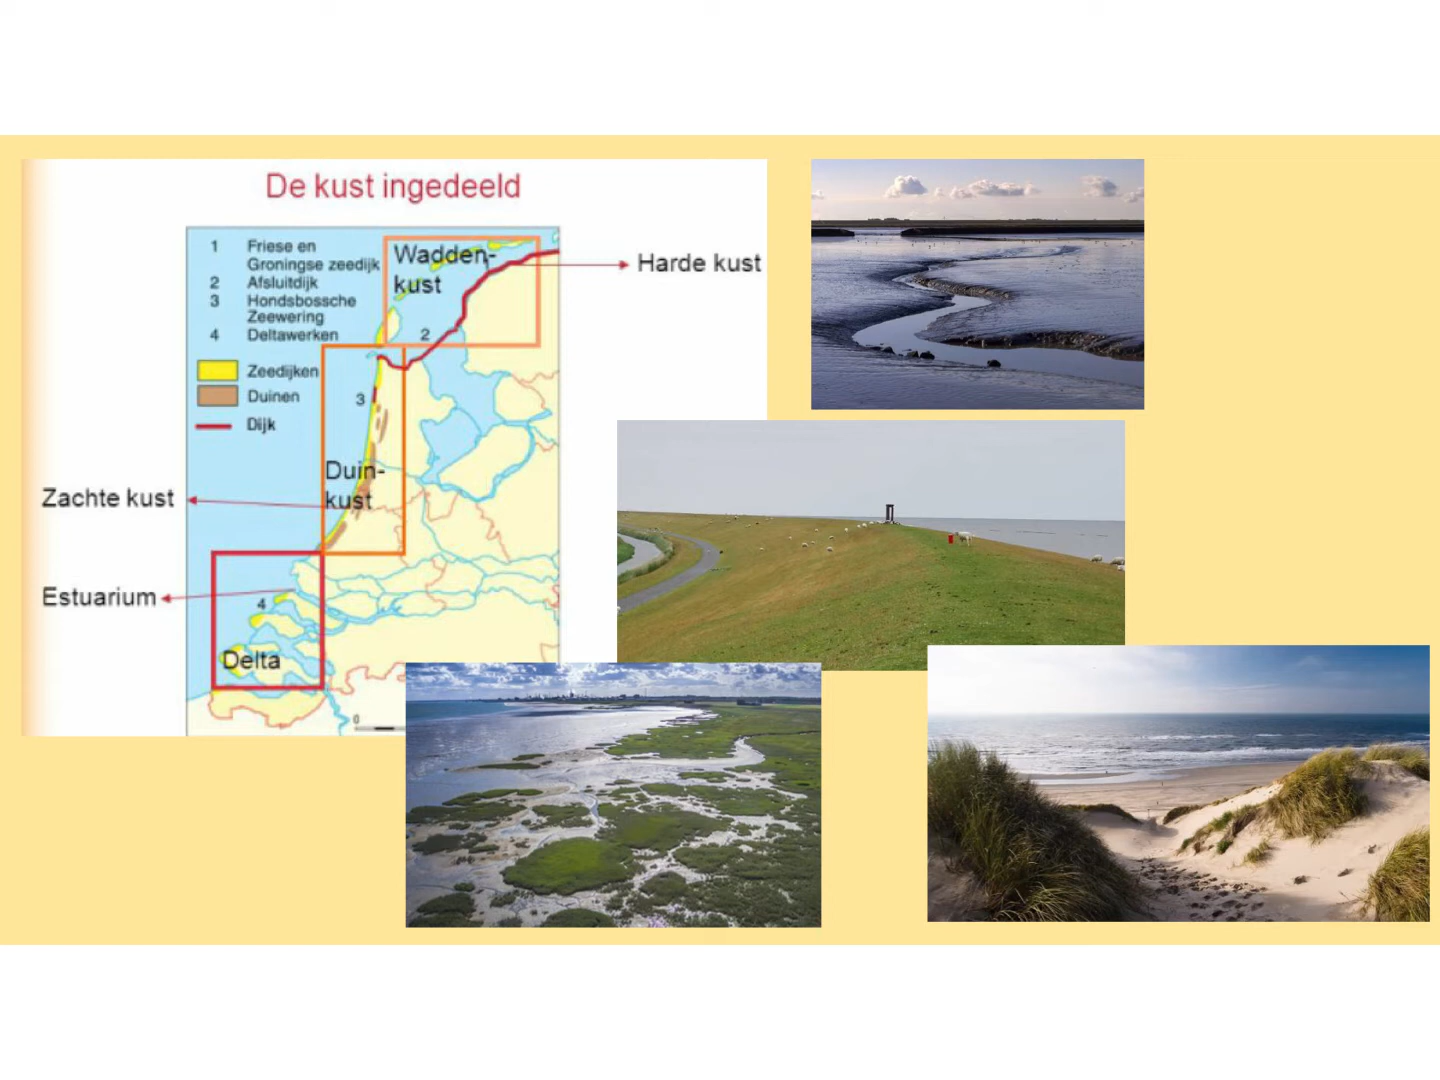 De kust ingedeeld
1 Friese en
Groningse zeedijk
2 Afsluitdijk
3 Hondsbossche
Zeewering
4 Deltawerken
Zeedijken
Duinen
Dijk
Wadden-
kust
Harde kust
2
3
Duin-
kust
Zachte kust
Estuarium
4
Delta
0